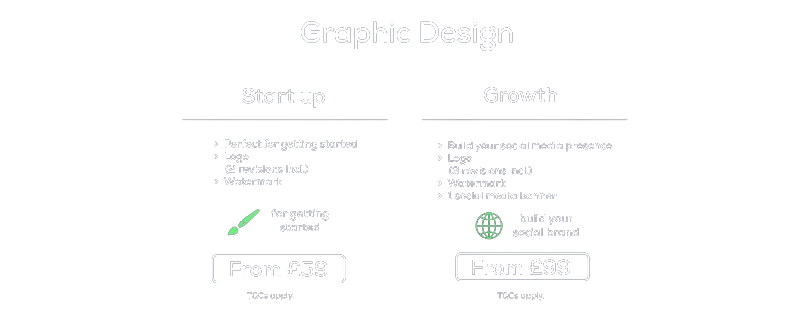 Graphic Design
Start up
> Perfect for getting started
> Logo
(2 revisions incl.)
> Watermark
for getting
started
From £59
T&Cs apply.
Growth
> Build your social media presence
> Logo
(3 revisions incl.)
> Watermark
> 1 social media banner
build your
social brand
From £99
T&Cs apply.